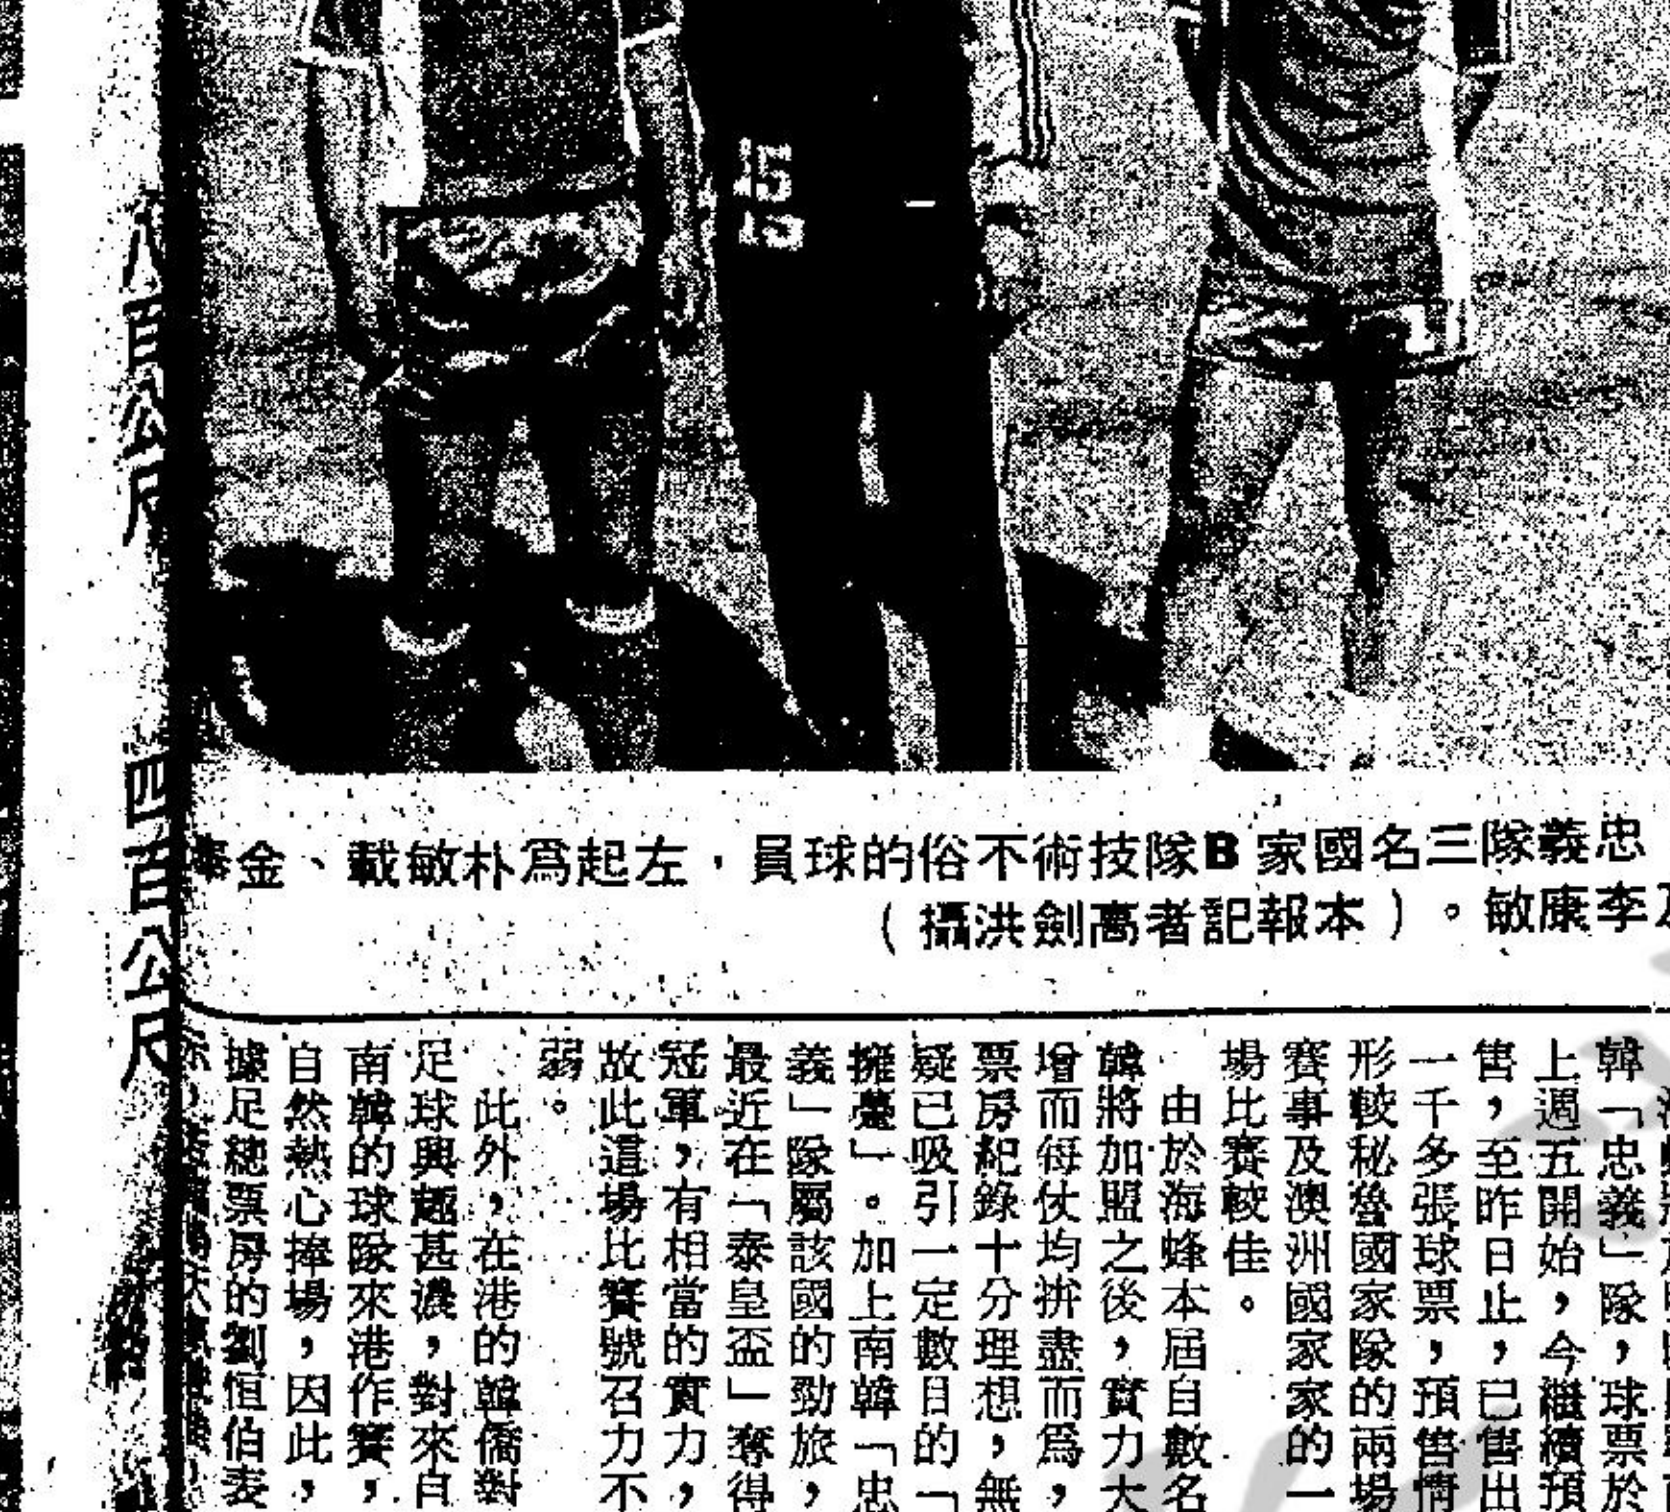 忠義隊三名國家B隊技術不俗的球員，左起為朴敏載、金泰
李康敏。（本報記者高劍洪攝）
韓「忠義」隊，球票於
上週五開始，今繼續預
售，至昨日止，已售出
一千多張球票，預售情
形較秘魯國家隊的兩場
賽事及澳洲國家家的一
場比賽較佳。
由於海蜂本屆自數名
韓將加盟之後，實力大
增而每仗均拼盡而為，
票房紀錄十分理想，無
疑已吸引一定數目的「
擁躉」。加上南韓「忠
義」隊屬該國的勁旅，
最近在「泰皇盃」奪得
冠軍，有相當的實力，
故此這場比賽號召力不
弱。
此外，在港的韓僑對
足球興趣甚濃，對來自
南韓的球隊來港作賽，
自然熱心捧場，因此，
據足總票房的劉恒伯表
八百公尺
四百公尺